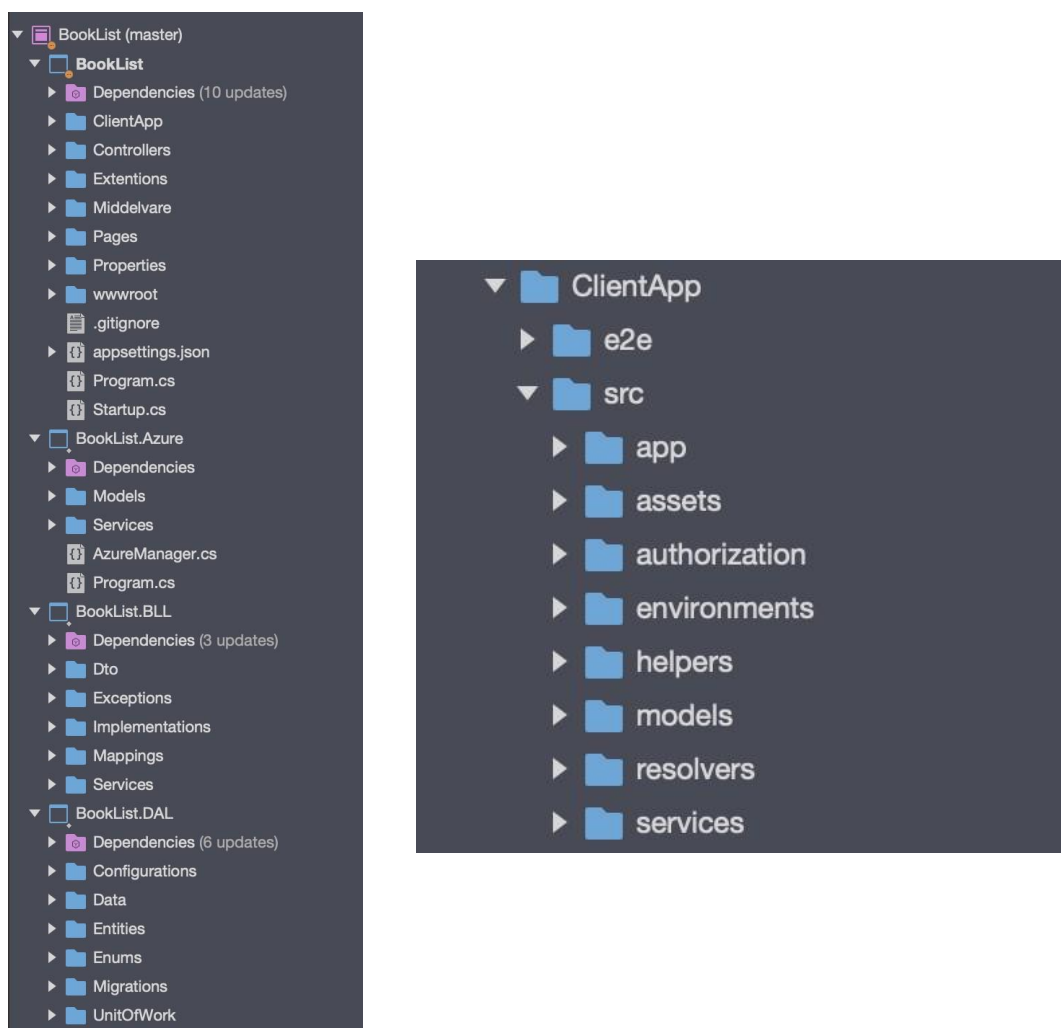 BookList (master)
BookList
Dependencies (10 updates)
ClientApp
Controllers
Extentions
Middelvare
Pages
Properties
wwwroot
.gitignore
appsettings.json
Program.cs
Startup.cs
BookList.Azure
Dependencies
Models
Services
AzureManager.cs
Program.cs
BookList.BLL
Dependencies (3 updates)
Dto
Exceptions
Implementations
Mappings
Services
BookList.DAL
Dependencies (6 updates)
Configurations
Data
Entities
Enums
Migrations
UnitOfWork
ClientApp
e2e
src
app
assets
authorization
environments
helpers
models
resolvers
services